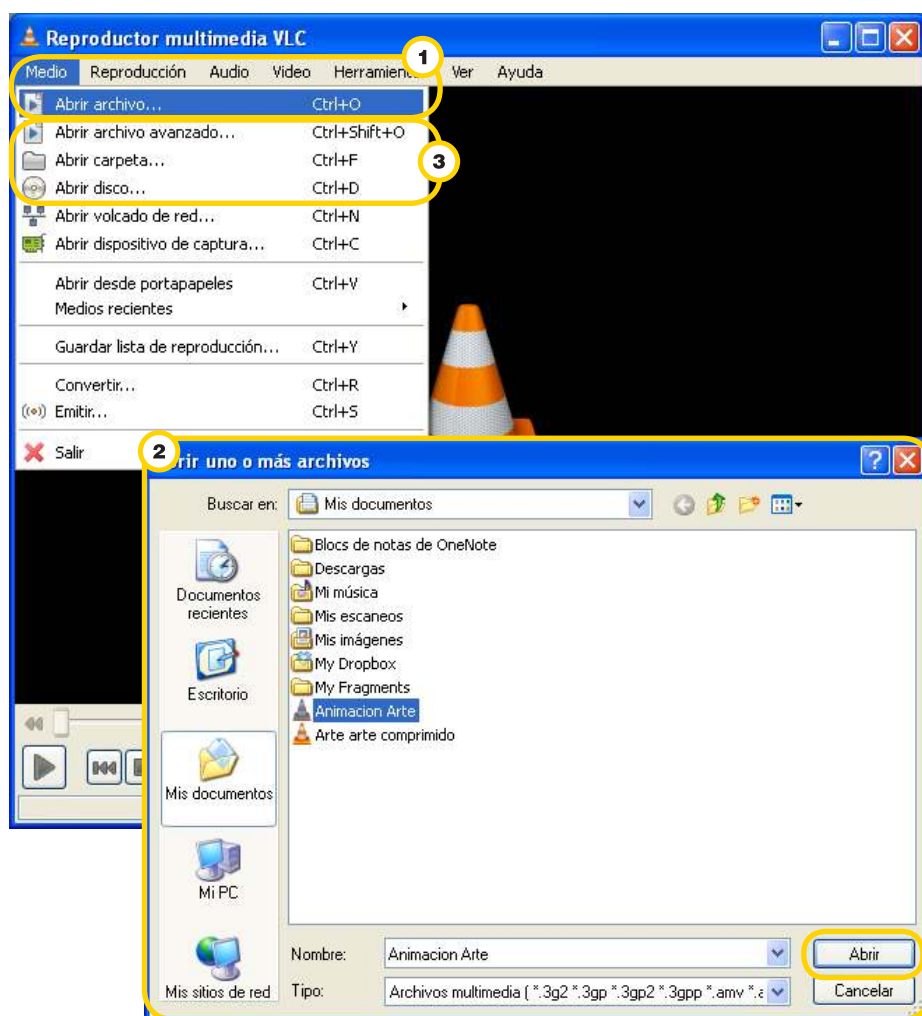 Reproductor multimedia VLC
1
Medio Reproducción Audio Video Ver Ayuda
Abrir archivo... Ctrl+O
Abrir archivo avanzado... Ctrl+Shift+O
Abrir carpeta... Ctrl+F
3
Abrir disco... Ctrl+D
Abrir volcado de red... Ctrl+N
Abrir dispositivo de captura... Ctrl+C
Abrir desde portapapeles Ctrl+V
Medios recientes
Guardar lista de reproducción... Ctrl+Y
Convertir... Ctrl+R
Emitir... Ctrl+S
Salir
2
uno o más archivos
Buscar en: Mis documentos
Documentos
recientes
Escritorio
Mis documentos
Mi PC
Mis sitios de red
Blocs de notas de OneNote
Descargas
Mi música
Mis escaneos
Mis imágenes
My Dropbox
My Fragments
Animacion Arte
Arte arte comprimido
Nombre: Animacion Arte Abrir
Tipo: Archivos multimedia ( *.3g2 *.3gp *.3gp2 *.3gpp *.amv *.a Cancelar